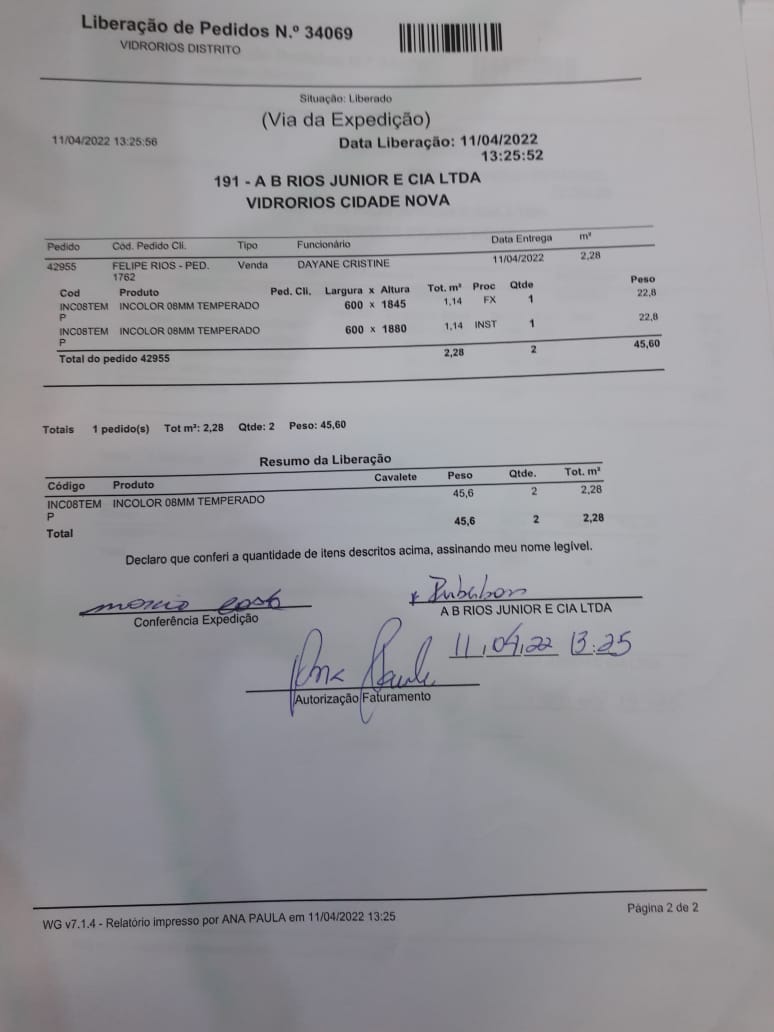 Liberação de Pedidos N.º 34069
VIDRORIOS DISTRITO
Situação: Liberado
(Via da Expedição)
11/04/2022 13:25:56 Data Liberação: 11/04/2022
13:25:52
191 - A B RIOS JUNIOR E CIA LTDA
VIDRORIOS CIDADE NOVA
Pedido Cód. Pedido Cli. Tipo Funcionário Data Entrega m²
42955 FELIPE RIOS - PED. Venda DAYANE CRISTINE 11/04/2022 2,28
1762
Cod Produto Ped. Cli. Largura x Altura Tot. m² Proc Qtde Peso
INC08TEM INCOLOR 08MM TEMPERADO 600 x 1845 1,14 FX 1 22,8
P
INC08TEM INCOLOR 08MM TEMPERADO 600 x 1880 1,14 INST 1 22,8
P
Total do pedido 42955 2,28 2 45,60
Totais 1 pedido(s) Tot m²: 2,28 Qtde: 2 Peso: 45,60
Resumo da Liberação
Código Produto Cavalete Peso Qtde. Tot. m²
INC08TEM INCOLOR 08MM TEMPERADO 45,6 2 2,28
P
Total 45,6 2 2,28
Declaro que conferi a quantidade de itens descritos acima, assinando meu nome legível.
Conferência Expedição
A B RIOS JUNIOR E CIA LTDA
11,04,22 13:25
Ana Paula
Autorização Faturamento
WG v7.1.4 - Relatório impresso por ANA PAULA em 11/04/2022 13:25 Página 2 de 2